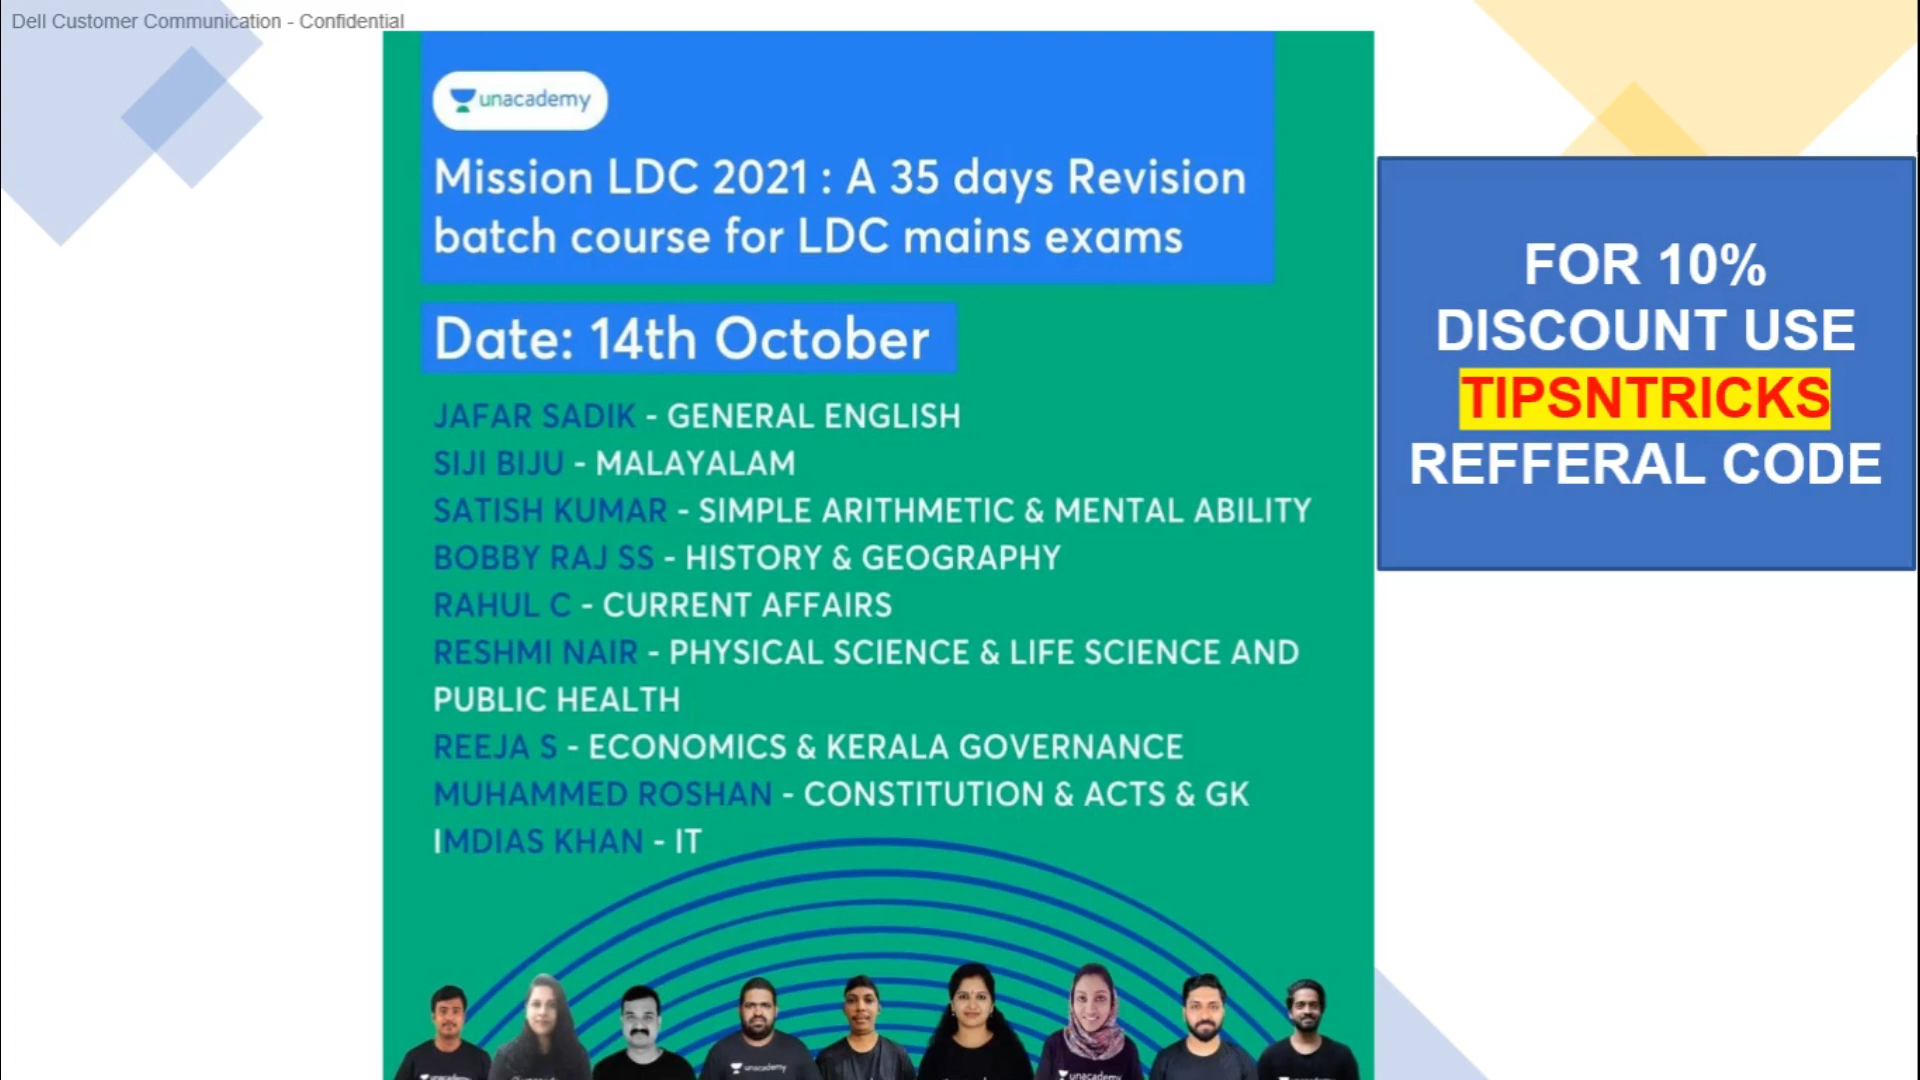 Dell Customer Communication - Confidential
unacademy
Mission LDC 2021 : A 35 days Revision
batch course for LDC mains exams
Date: 14th October
JAFAR SADIK - GENERAL ENGLISH
SIJI BIJU - MALAYALAM
SATISH KUMAR - SIMPLE ARITHMETIC & MENTAL ABILITY
BOBBY RAJ SS - HISTORY & GEOGRAPHY
RAHUL C - CURRENT AFFAIRS
RESHMI NAIR - PHYSICAL SCIENCE & LIFE SCIENCE AND
PUBLIC HEALTH
REEJA S - ECONOMICS & KERALA GOVERNANCE
MUHAMMED ROSHAN - CONSTITUTION & ACTS & GK
IMDIAS KHAN - IT
FOR 10%
DISCOUNT USE
TIPSNTRICKS
REFFERAL CODE
unacademy
unacademy